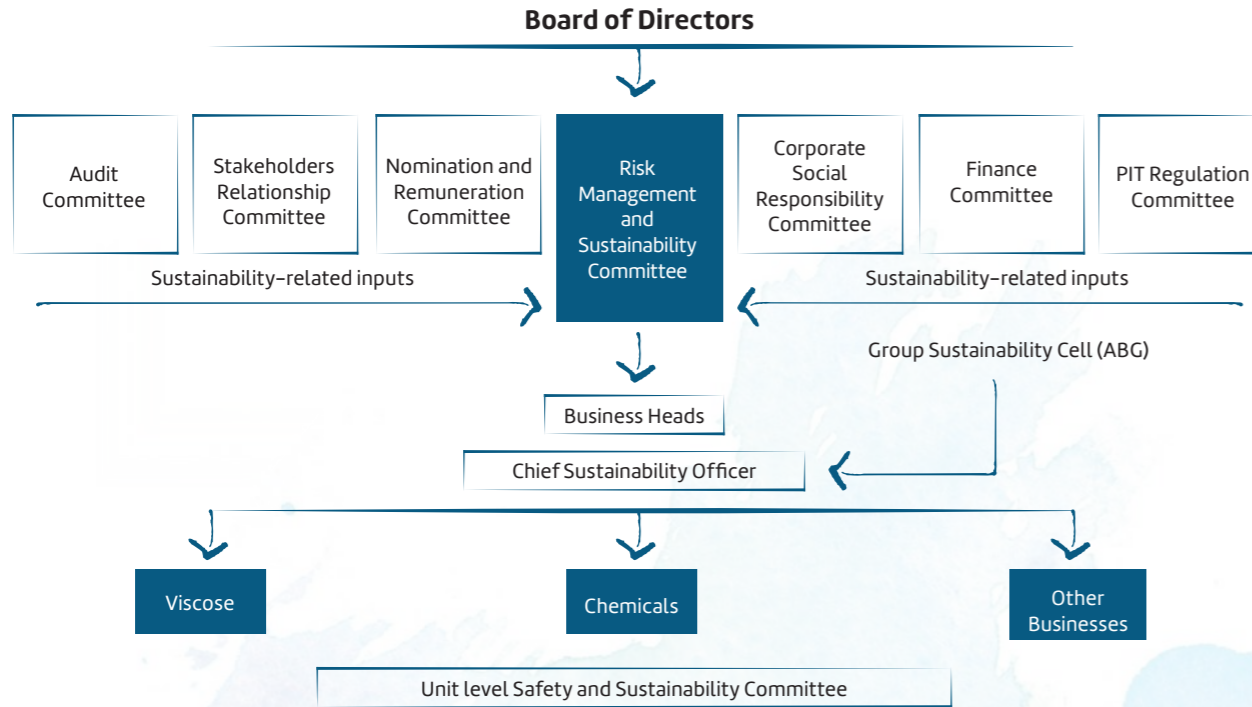 Board of Directors
Audit
Committee
Stakeholders
Relationship
Committee
Nomination and
Remuneration
Committee
Risk
Management
and
Sustainability
Committee
Corporate
Social
Responsibility
Committee
Finance
Committee
PIT Regulation
Committee
Sustainability-related inputs
Sustainability-related inputs
Group Sustainability Cell (ABG)
Business Heads
Chief Sustainability Officer
Viscose
Chemicals
Other
Businesses
Unit level Safety and Sustainability Committee